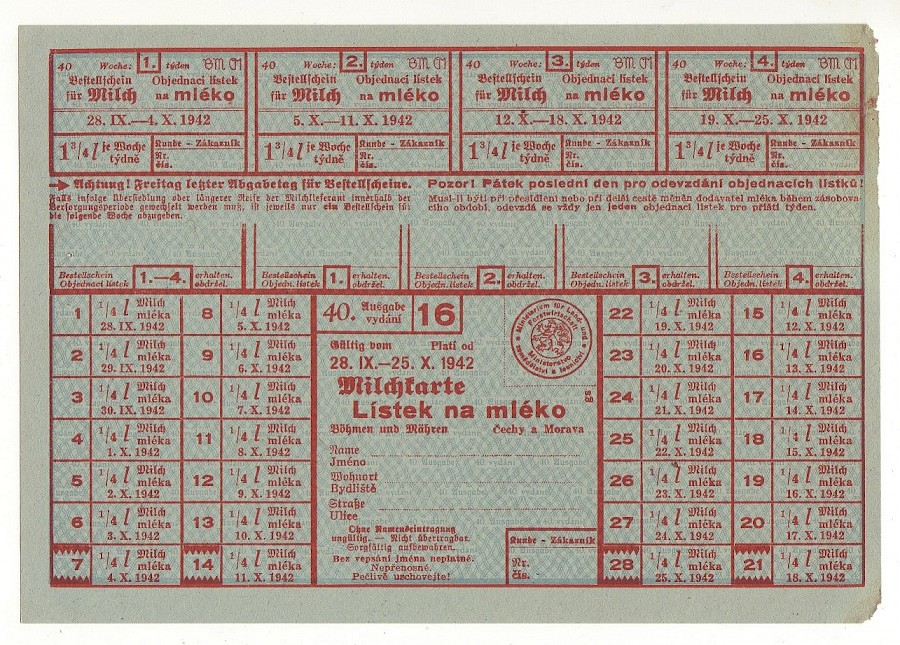 40 Woche: 1. týden BM ČM
Bestellschein Objednací lístek
für Milch na mléko
28. IX.—4. X. 1942
1 3/4 l je Woche týdně
Kunde - Zákazník
Nr.
čís.
40 Woche: 2. týden BM ČM
Bestellschein Objednací lístek
für Milch na mléko
5. X.—11. X. 1942
1 3/4 l je Woche týdně
Kunde - Zákazník
Nr.
čís.
40 Woche: 3. týden BM ČM
Bestellschein Objednací lístek
für Milch na mléko
12. X.—18. X. 1942
1 3/4 l je Woche týdně
Kunde - Zákazník
Nr.
čís.
40 Woche: 4. týden BM ČM
Bestellschein Objednací lístek
für Milch na mléko
19. X.—25. X. 1942
1 3/4 l je Woche týdně
Kunde - Zákazník
Nr.
čís.
Achtung! Freitag letzter Abgabetag für Bestellscheine.
Falls infolge Übersiedlung oder längerer Reise der Milchlieferant innerhalb der
Versorgungsperiode gewechselt werden muß, ist jeweils nur ein Bestellschein für
die folgende Woche abzugeben.
Pozor! Pátek poslední den pro odevzdání objednacích lístků!
Musí-li býti při přesídlení nebo při delší cestě měněn dodavatel mléka během zásobova-
cího období, odevzdá se vždy jen jeden objednací lístek pro příští týden.
Bestellschein 1.—4. erhalten.
Objednací lístek obdržel.
Bestellschein 1. erhalten.
Objedn. lístek obdržel.
Bestellschein 2. erhalten.
Objedn. lístek obdržel.
Bestellschein 3. erhalten.
Objedn. lístek obdržel.
Bestellschein 4. erhalten.
Objedn. lístek obdržel.
1 1/4 l Milch mléka 28. IX. 1942
2 1/4 l Milch mléka 29. IX. 1942
3 1/4 l Milch mléka 30. IX. 1942
4 1/4 l Milch mléka 1. X. 1942
5 1/4 l Milch mléka 2. X. 1942
6 1/4 l Milch mléka 3. X. 1942
7 1/4 l Milch mléka 4. X. 1942
8 1/4 l Milch mléka 5. X. 1942
9 1/4 l Milch mléka 6. X. 1942
10 1/4 l Milch mléka 7. X. 1942
11 1/4 l Milch mléka 8. X. 1942
12 1/4 l Milch mléka 9. X. 1942
13 1/4 l Milch mléka 10. X. 1942
14 1/4 l Milch mléka 11. X. 1942
40. Ausgabe vydání 16
Gültig vom Platí od
28. IX.—25. X. 1942
Milchkarte
Lístek na mléko
Böhmen und Mähren Čechy a Morava
Name
Jméno
Wohnort
Bydliště
Straße
Ulice
Ohne Namenseintragung
ungültig. — Nicht übertragbar.
Sorgfältig aufbewahren.
Bez vepsání jména neplatné.
Nepřenosné.
Pečlivě uschovejte!
Kunde - Zákazník
Nr.
čís.
Ministerium für Land- und
Forstwirtschaft
Ministerstvo
zemědělství a lesnictví
22 1/4 l Milch mléka 19. X. 1942
23 1/4 l Milch mléka 20. X. 1942
24 1/4 l Milch mléka 21. X. 1942
25 1/4 l Milch mléka 22. X. 1942
26 1/4 l Milch mléka 23. X. 1942
27 1/4 l Milch mléka 24. X. 1942
28 1/4 l Milch mléka 25. X. 1942
15 1/4 l Milch mléka 12. X. 1942
16 1/4 l Milch mléka 13. X. 1942
17 1/4 l Milch mléka 14. X. 1942
18 1/4 l Milch mléka 15. X. 1942
19 1/4 l Milch mléka 16. X. 1942
20 1/4 l Milch mléka 17. X. 1942
21 1/4 l Milch mléka 18. X. 1942